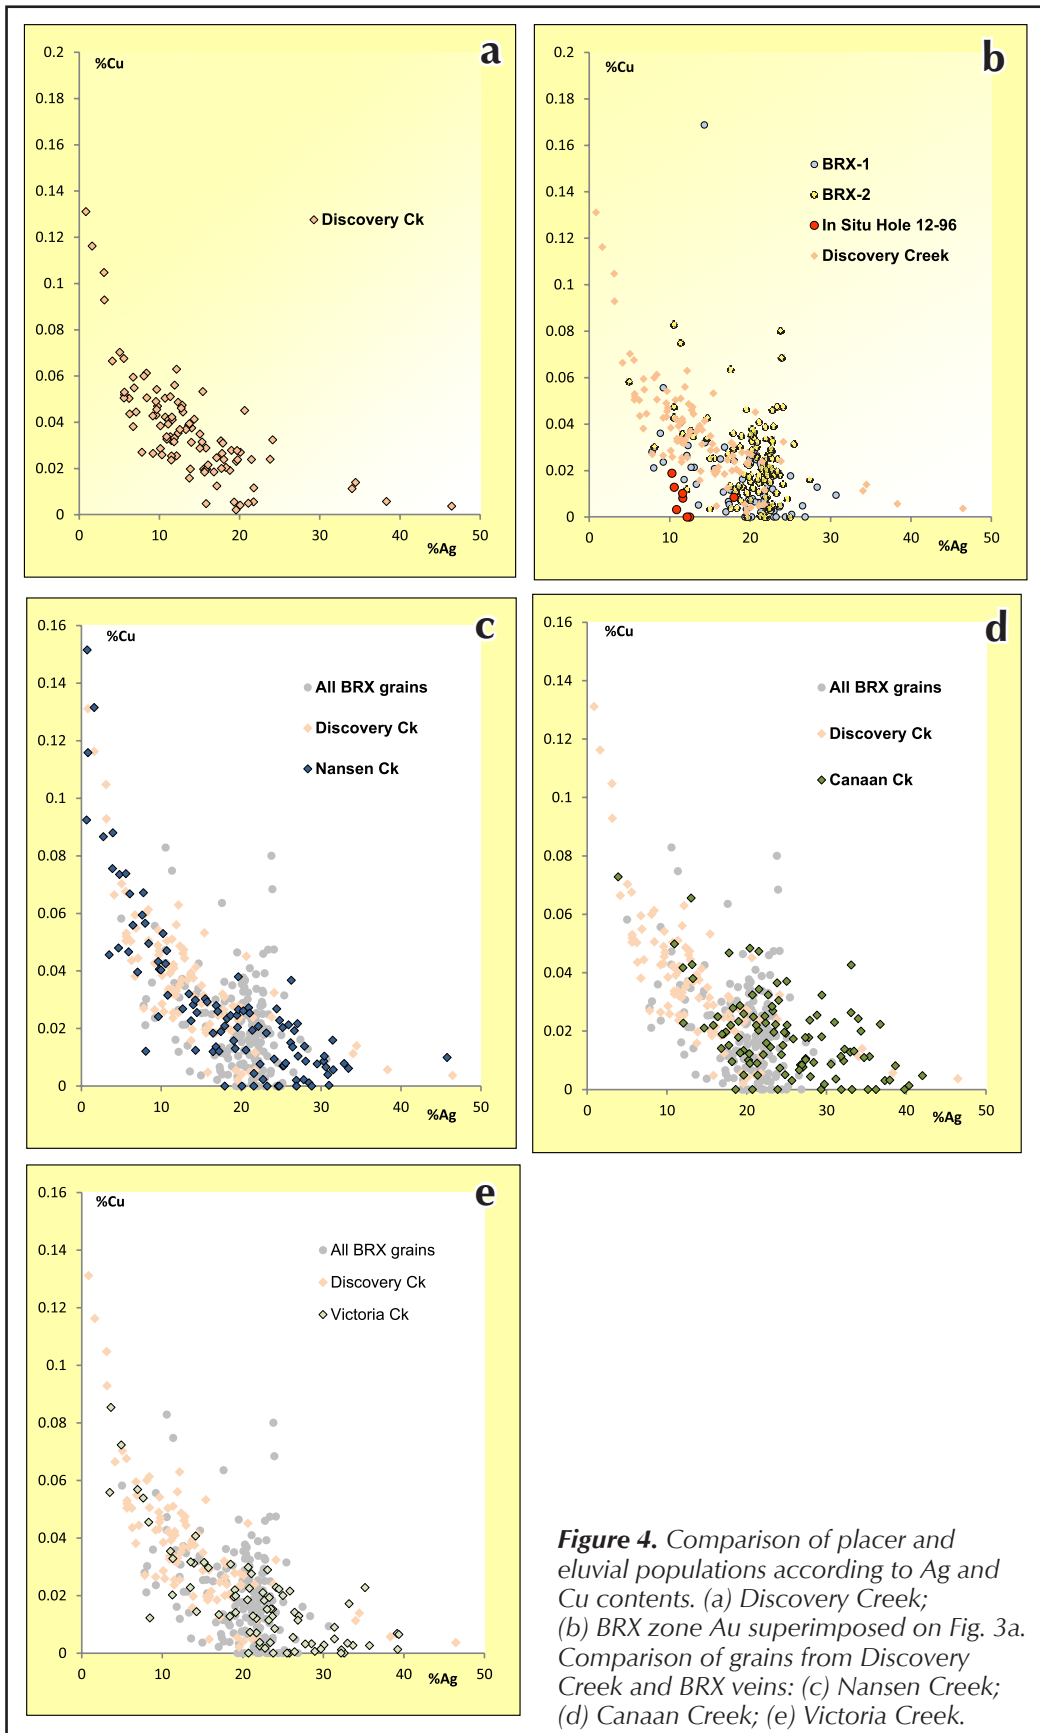 a
%Cu
0.2
0.18
0.16
0.14
0.12
0.1
0.08
0.06
0.04
0.02
0
Discovery Ck
0 10 20 30 40 50
%Ag
b
%Cu
0.2
0.18
0.16
0.14
0.12
0.1
0.08
0.06
0.04
0.02
0
BRX-1
BRX-2
In Situ Hole 12-96
Discovery Creek
0 10 20 30 40 50
%Ag
c
%Cu
0.16
0.14
0.12
0.1
0.08
0.06
0.04
0.02
0
All BRX grains
Discovery Ck
Nansen Ck
0 10 20 30 40 50
%Ag
d
%Cu
0.16
0.14
0.12
0.1
0.08
0.06
0.04
0.02
0
All BRX grains
Discovery Ck
Canaan Ck
0 10 20 30 40 50
%Ag
e
%Cu
0.16
0.14
0.12
0.1
0.08
0.06
0.04
0.02
0
All BRX grains
Discovery Ck
Victoria Ck
0 10 20 30 40 50
%Ag
Figure 4. Comparison of placer and
eluvial populations according to Ag and
Cu contents. (a) Discovery Creek;
(b) BRX zone Au superimposed on Fig. 3a.
Comparison of grains from Discovery
Creek and BRX veins: (c) Nansen Creek;
(d) Canaan Creek; (e) Victoria Creek.